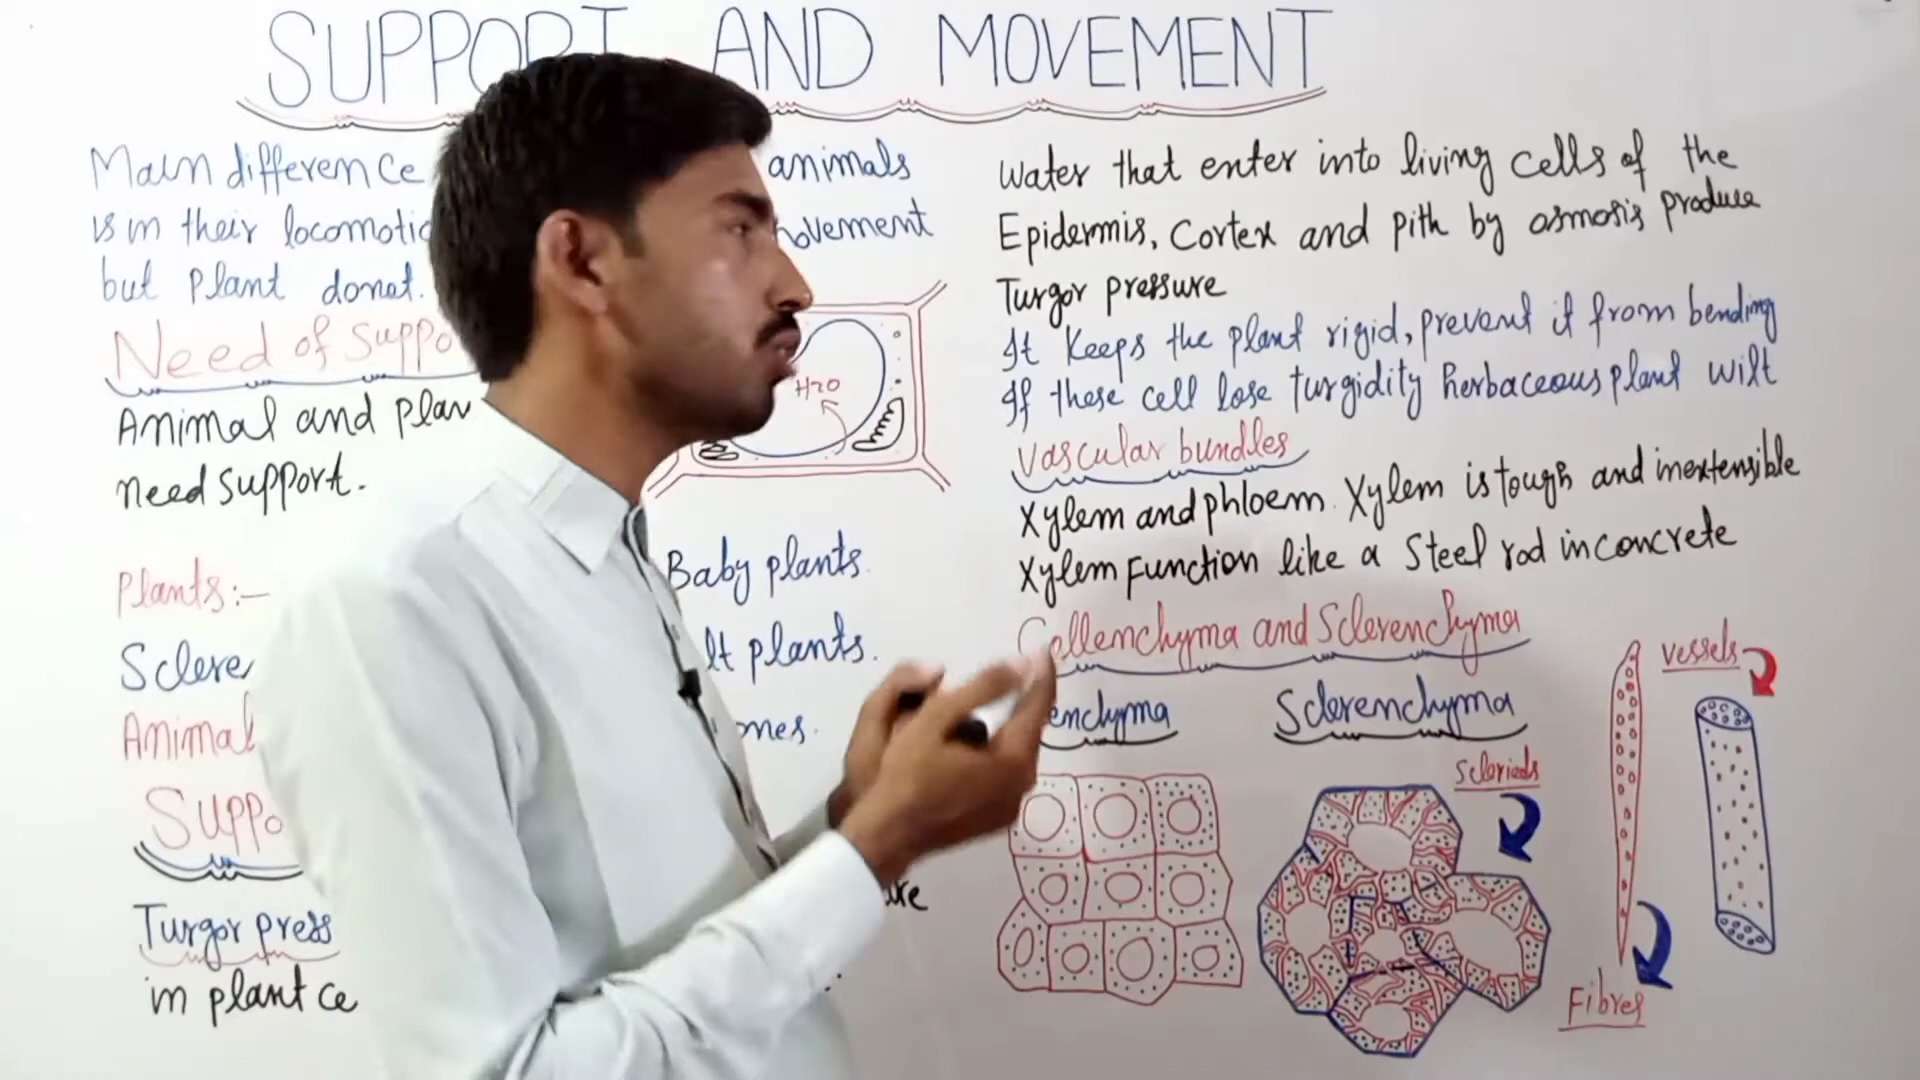 SUPPORT AND MOVEMENT
Main difference animals
is in their locomotio movement
but plant donot.
Need of Suppo
Animal and plan
need support.
H2O
Plants:-
Baby plants.
Sclere lt plants.
Animal ones.
Suppo
Turgor press
in plant ce
Water that enter into living cells of the
Epidermis, Cortex and pith by osmosis produce
Turgor pressure
It keeps the plant rigid, prevent it from bending
If these cell lose turgidity herbaceous plant wilt
Vascular bundles
Xylem and phloem. Xylem is tough and inextensible
Xylem Function like a Steel rod in concrete
Collenchyma and Sclerenchyma
enchyma Sclerenchyma
vessels
Sclerieds
Fibres